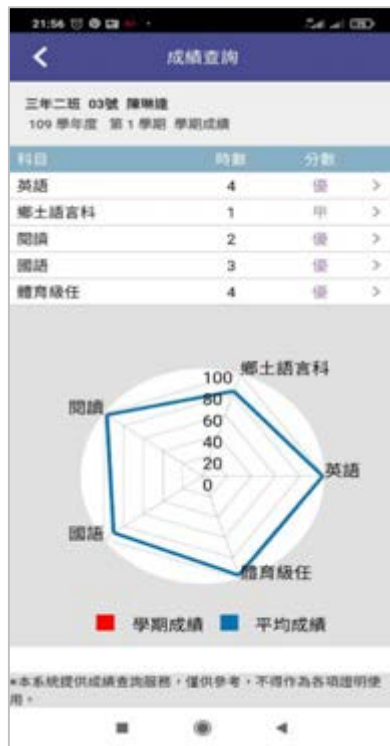 21:56
成績查詢
三年二班 03號 陳琳達
109 學年度 第 1 學期 學期成績
科目 時數 分數
英語 4 優 >
鄉土語言科 1 甲 >
閱讀 2 優 >
國語 3 優 >
體育級任 4 優 >
鄉土語言科
100
80
閱讀
60
40
英語
20
0
國語
體育級任
學期成績 平均成績
*本系統提供成績查詢服務，僅供參考，不得作為各項證明使
用。